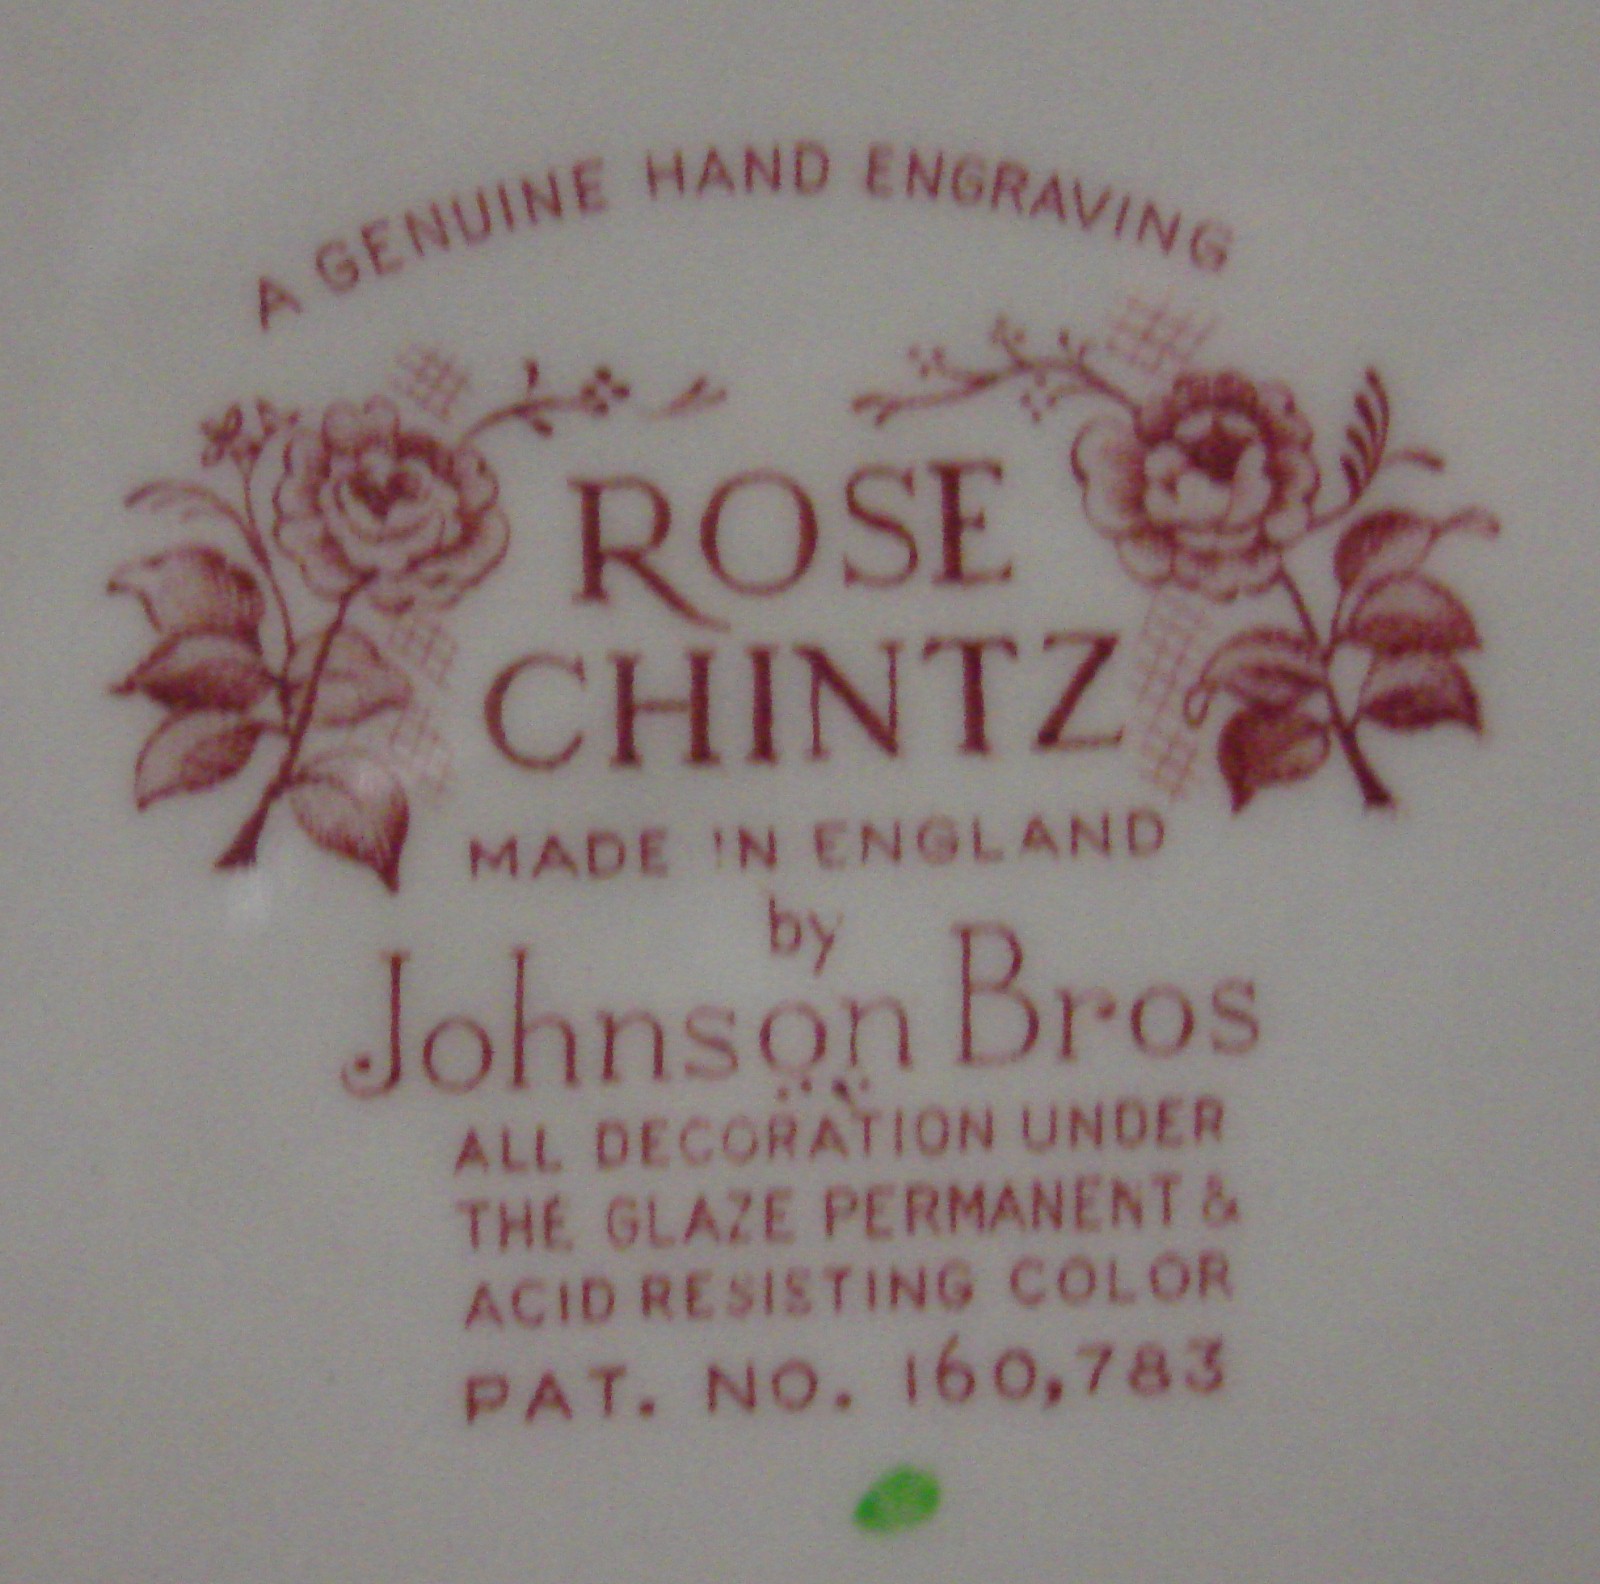 A GENUINE HAND ENGRAVING
ROSE
CHINTZ
MADE IN ENGLAND
by
Johnson Bros
ALL DECORATION UNDER
THE GLAZE PERMANENT &
ACID RESISTING COLOR
PAT. NO. 160,783